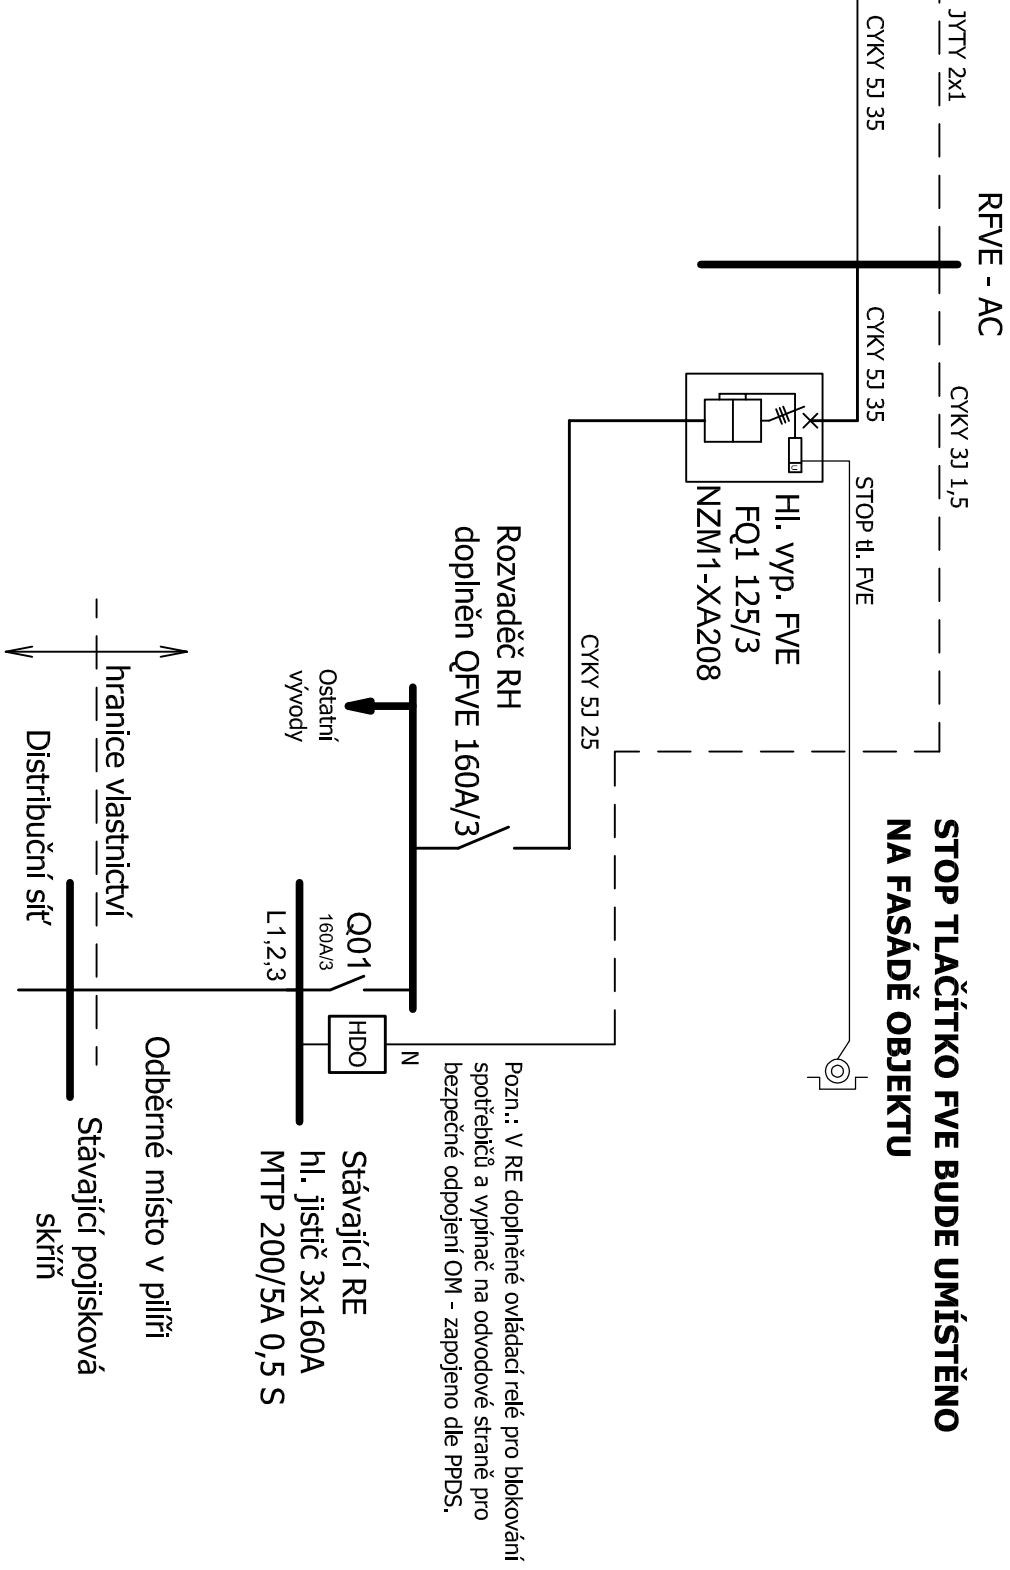 JYTY 2x1
CYKY 5J 35
RFVE - AC
CYKY 3J 1,5
CYKY 5J 35
STOP tl. FVE
Hl. vyp. FVE
FQ1 125/3
NZM1-XA208
U
STOP TLAČÍTKO FVE BUDE UMÍSTĚNO
NA FASÁDĚ OBJEKTU
CYKY 5J 25
Rozvaděč RH
doplněn QFVE 160A/3
Ostatní
vývody
Q01
160A/3
L1,2,3
HDO
N
Pozn.: V RE doplněné ovládací relé pro blokování
spotřebičů a vypínač na odvodové straně pro
bezpečné odpojení OM - zapojeno dle PPDS.
Stávající RE
hl. jistič 3x160A
MTP 200/5A 0,5 S
hranice vlastnictví
Distribuční síť
Odběrné místo v pilíři
Stávající pojisková
skříň